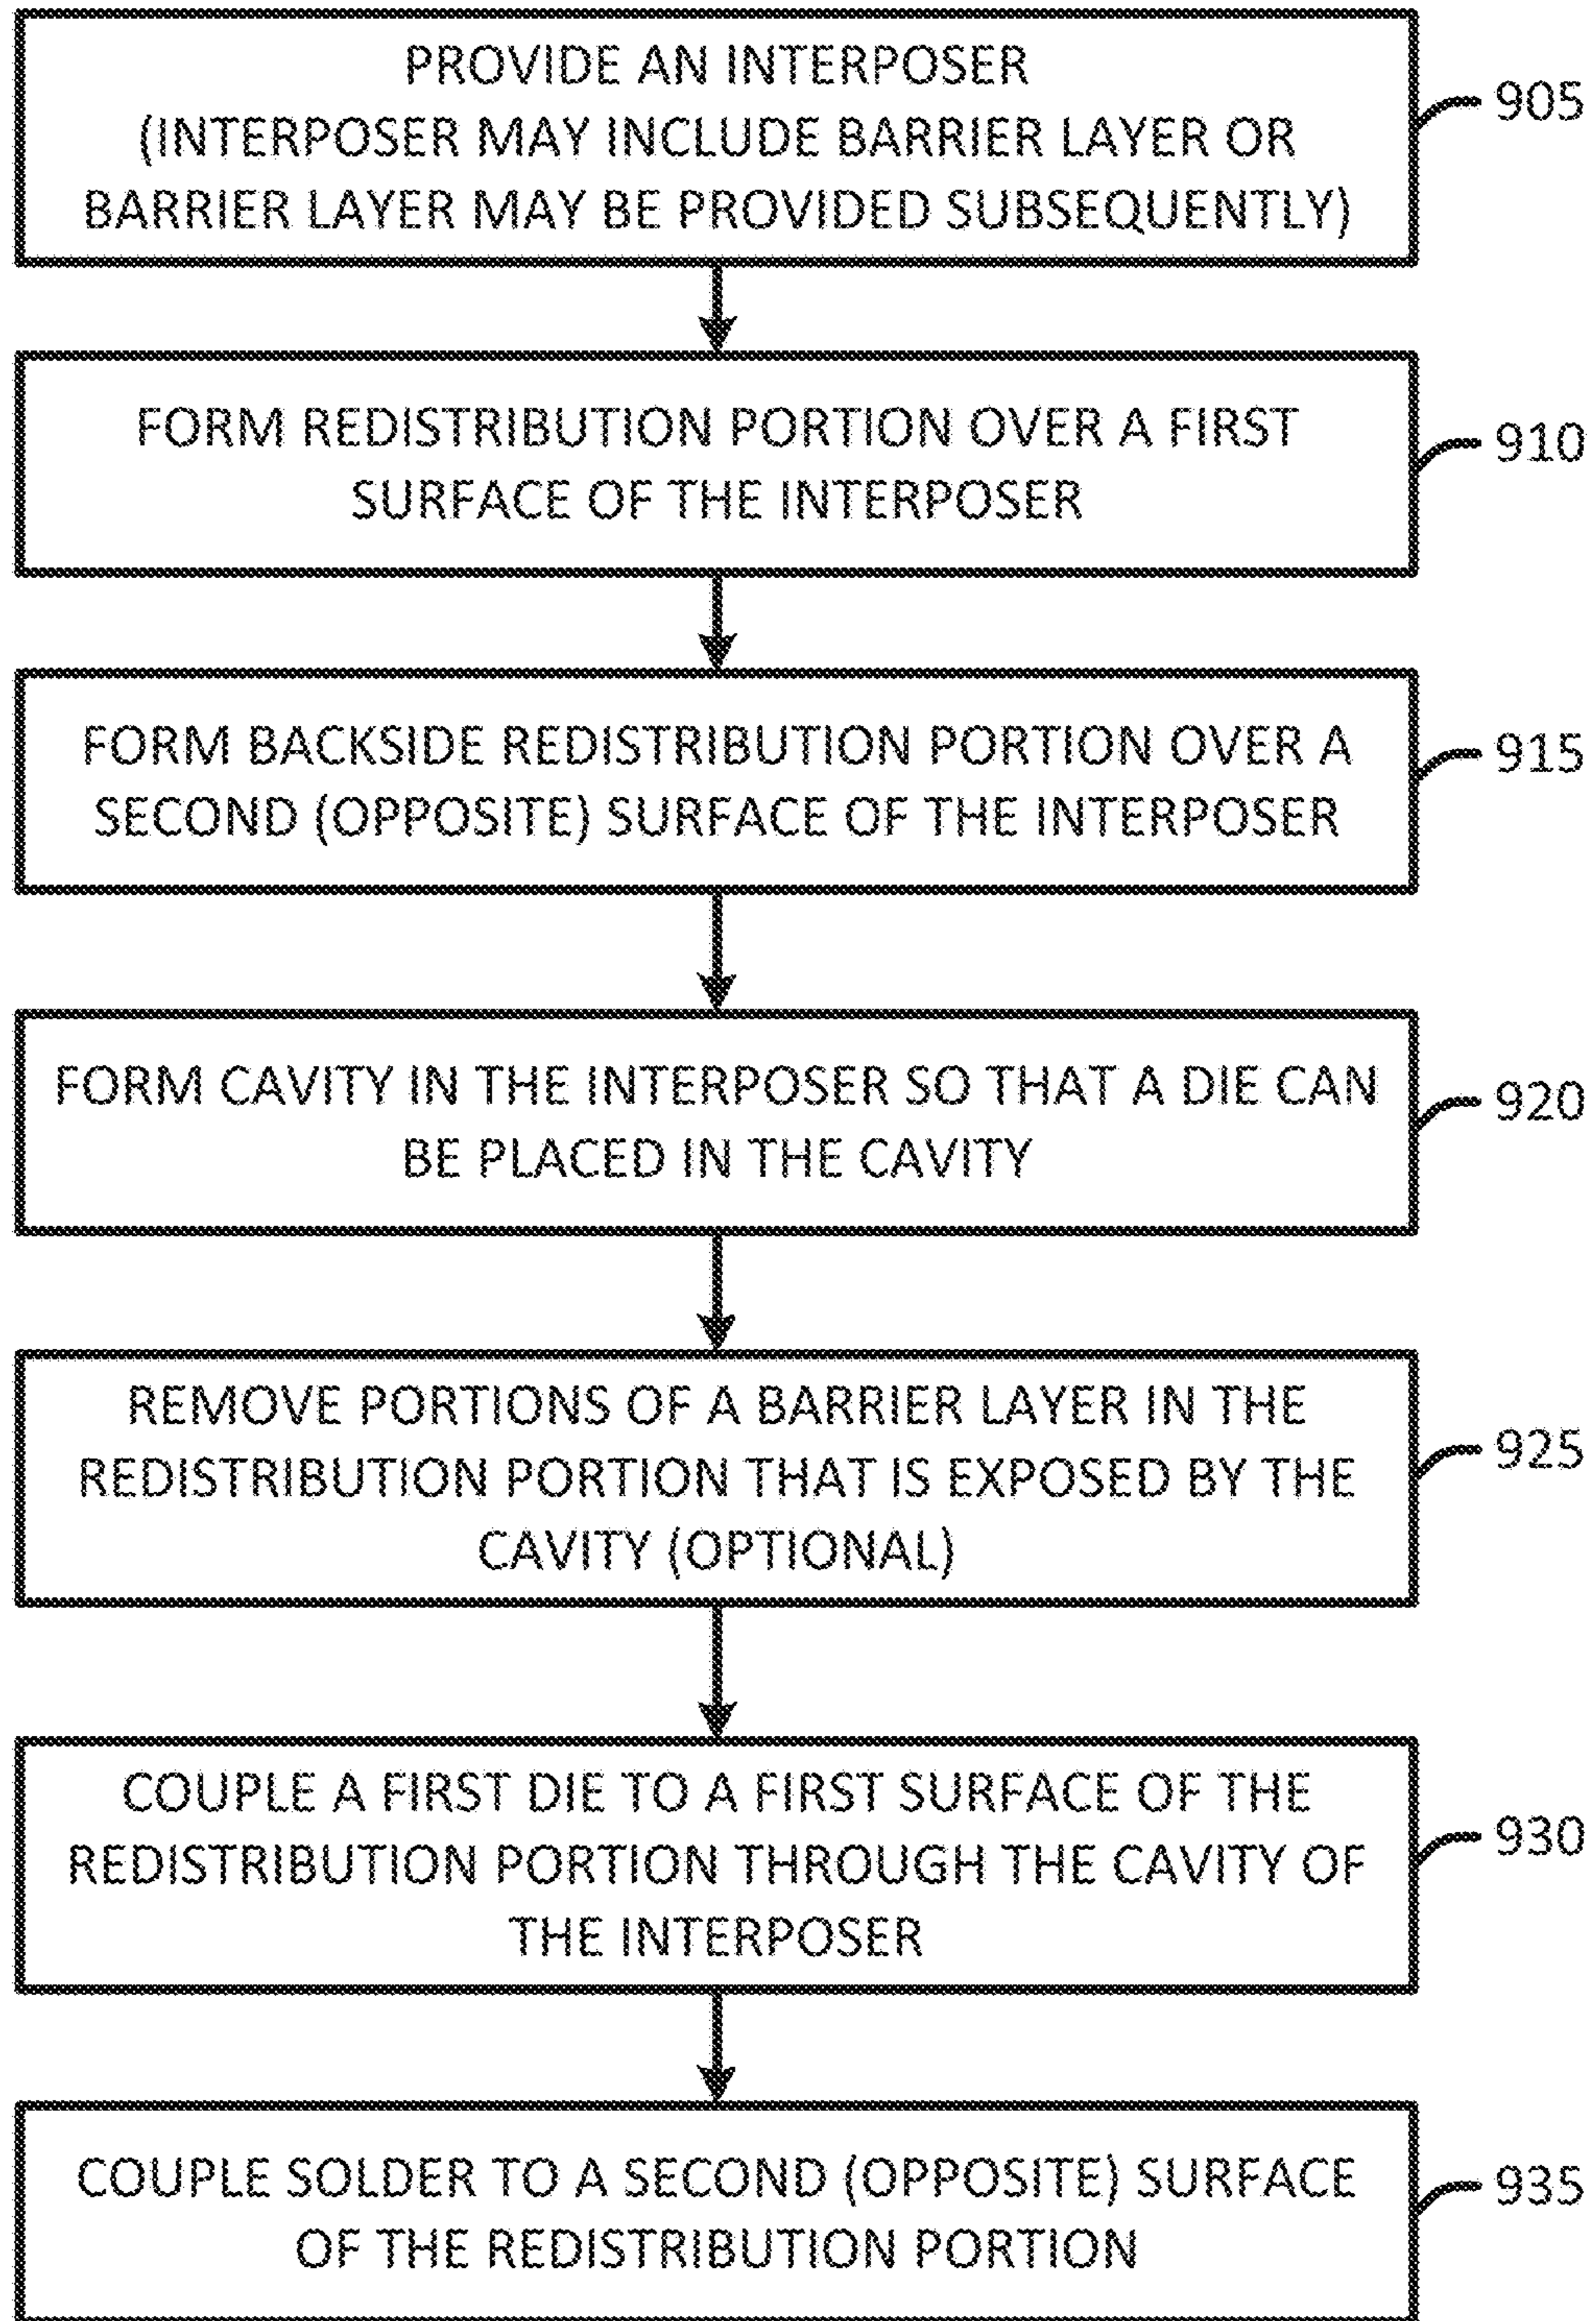 PROVIDE AN INTERPOSER
(INTERPOSER MAY INCLUDE BARRIER LAYER OR
BARRIER LAYER MAY BE PROVIDED SUBSEQUENTLY)
905
FORM REDISTRIBUTION PORTION OVER A FIRST
SURFACE OF THE INTERPOSER
910
FORM BACKSIDE REDISTRIBUTION PORTION OVER A
SECOND (OPPOSITE) SURFACE OF THE INTERPOSER
915
FORM CAVITY IN THE INTERPOSER SO THAT A DIE CAN
BE PLACED IN THE CAVITY
920
REMOVE PORTIONS OF A BARRIER LAYER IN THE
REDISTRIBUTION PORTION THAT IS EXPOSED BY THE
CAVITY (OPTIONAL)
925
COUPLE A FIRST DIE TO A FIRST SURFACE OF THE
REDISTRIBUTION PORTION THROUGH THE CAVITY OF
THE INTERPOSER
930
COUPLE SOLDER TO A SECOND (OPPOSITE) SURFACE
OF THE REDISTRIBUTION PORTION
935